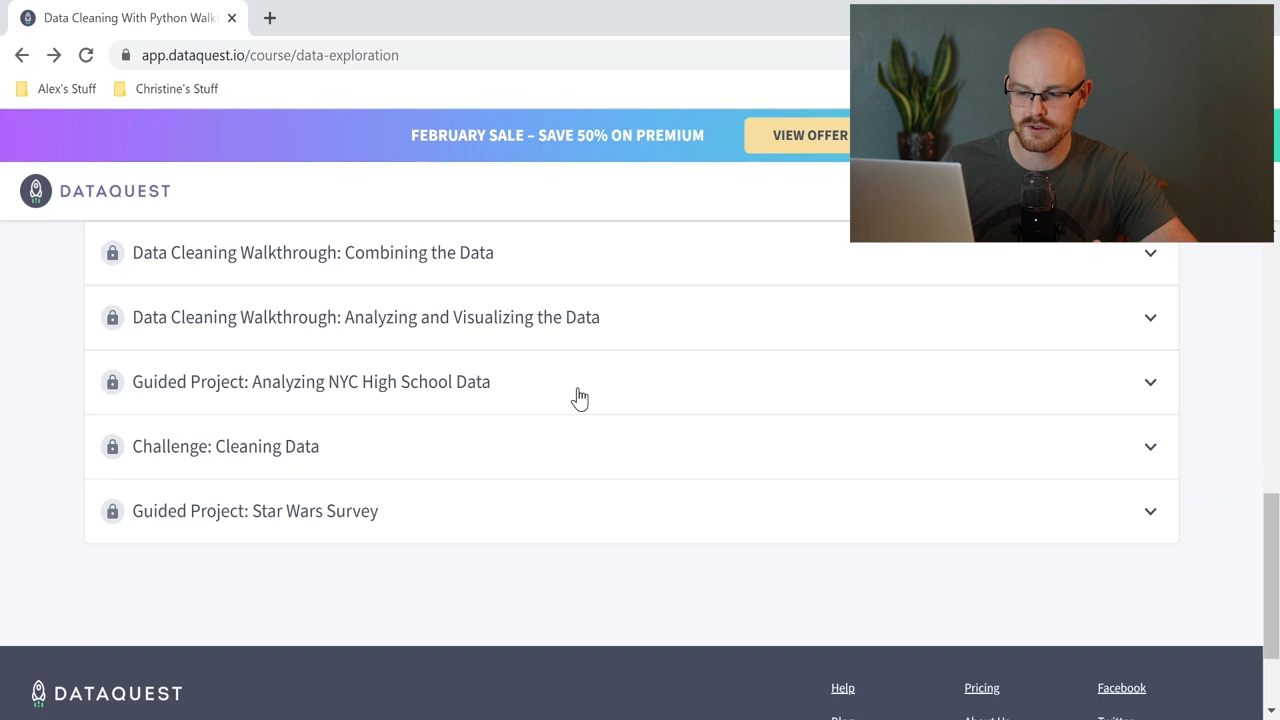 Data Cleaning With Python Walk
app.dataquest.io/course/data-exploration
Alex's Stuff
Christine's Stuff
FEBRUARY SALE – SAVE 50% ON PREMIUM
VIEW OFFER
DATAQUEST
Data Cleaning Walkthrough: Combining the Data
Data Cleaning Walkthrough: Analyzing and Visualizing the Data
Guided Project: Analyzing NYC High School Data
Challenge: Cleaning Data
Guided Project: Star Wars Survey
DATAQUEST
Help
Pricing
Facebook